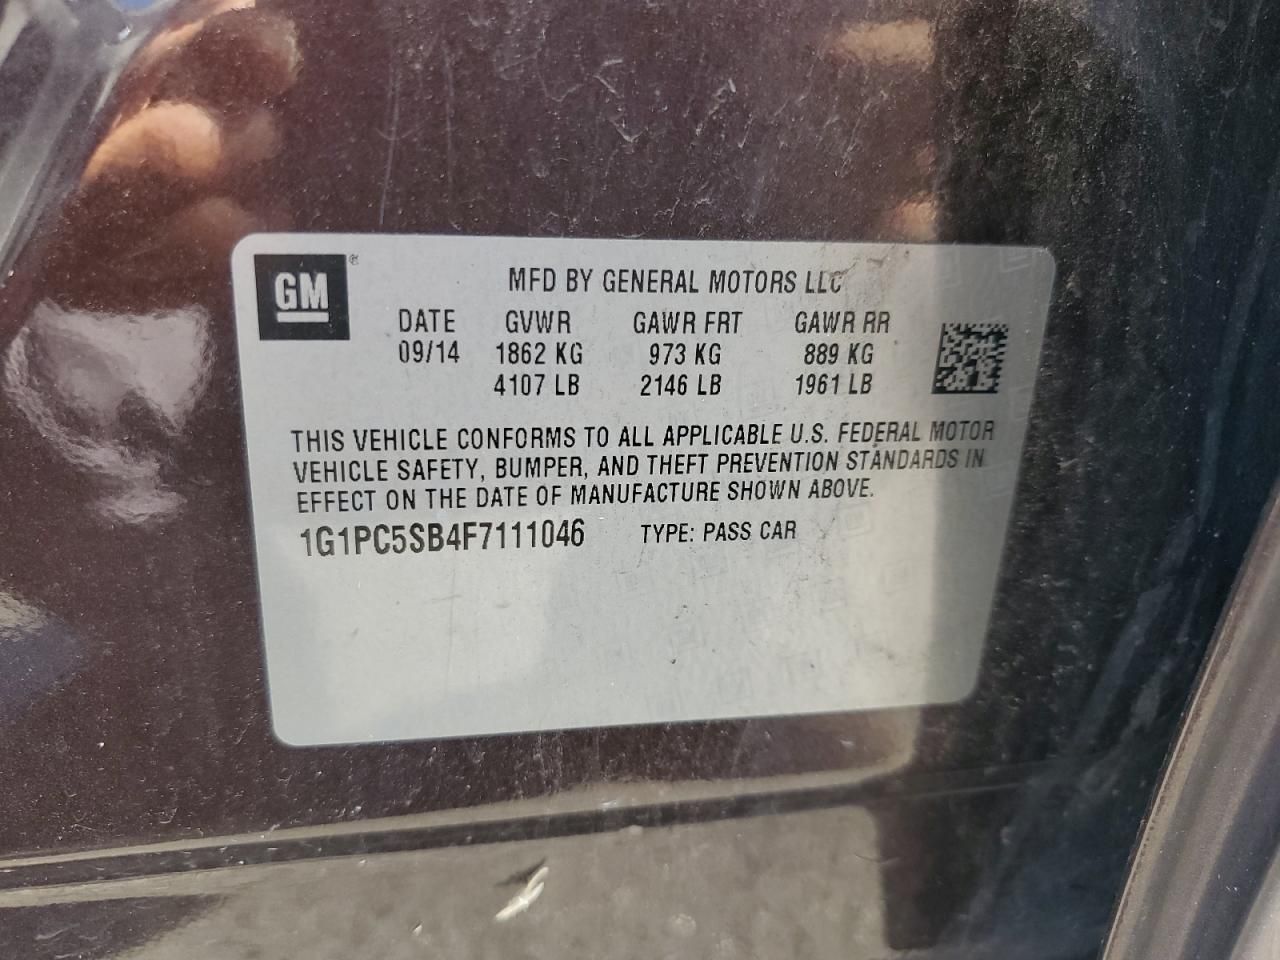 GM ®
MFD BY GENERAL MOTORS LLC
DATE GVWR GAWR FRT GAWR RR
09/14 1862 KG 973 KG 889 KG
4107 LB 2146 LB 1961 LB
THIS VEHICLE CONFORMS TO ALL APPLICABLE U.S. FEDERAL MOTOR
VEHICLE SAFETY, BUMPER, AND THEFT PREVENTION STANDARDS IN
EFFECT ON THE DATE OF MANUFACTURE SHOWN ABOVE.
1G1PC5SB4F7111046 TYPE: PASS CAR